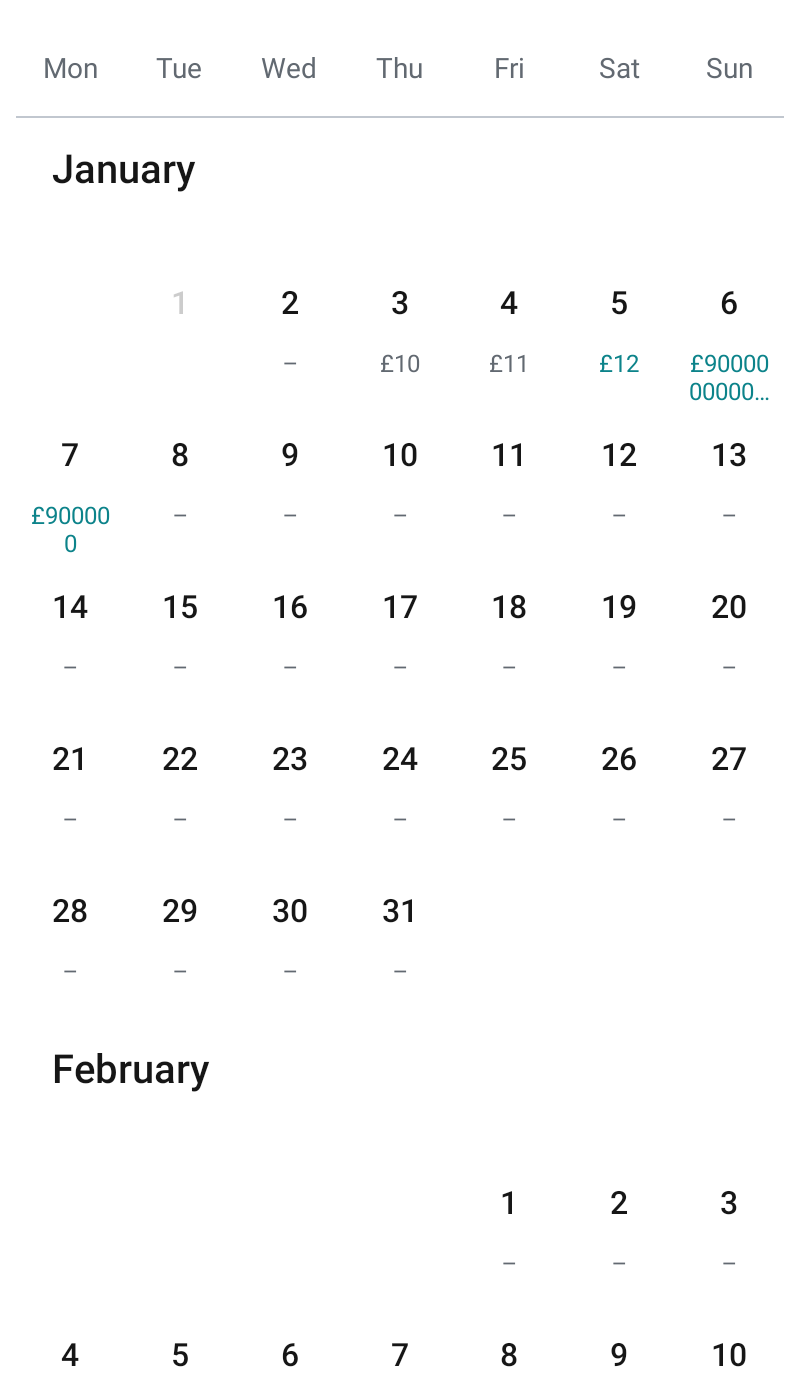 Mon Tue Wed Thu Fri Sat Sun
January
1 2 3 4 5 6
– £10 £11 £12 £90000
00000…
7 8 9 10 11 12 13
£90000 – – – – – –
0
14 15 16 17 18 19 20
– – – – – – –
21 22 23 24 25 26 27
– – – – – – –
28 29 30 31
– – – –
February
1 2 3
– – –
4 5 6 7 8 9 10